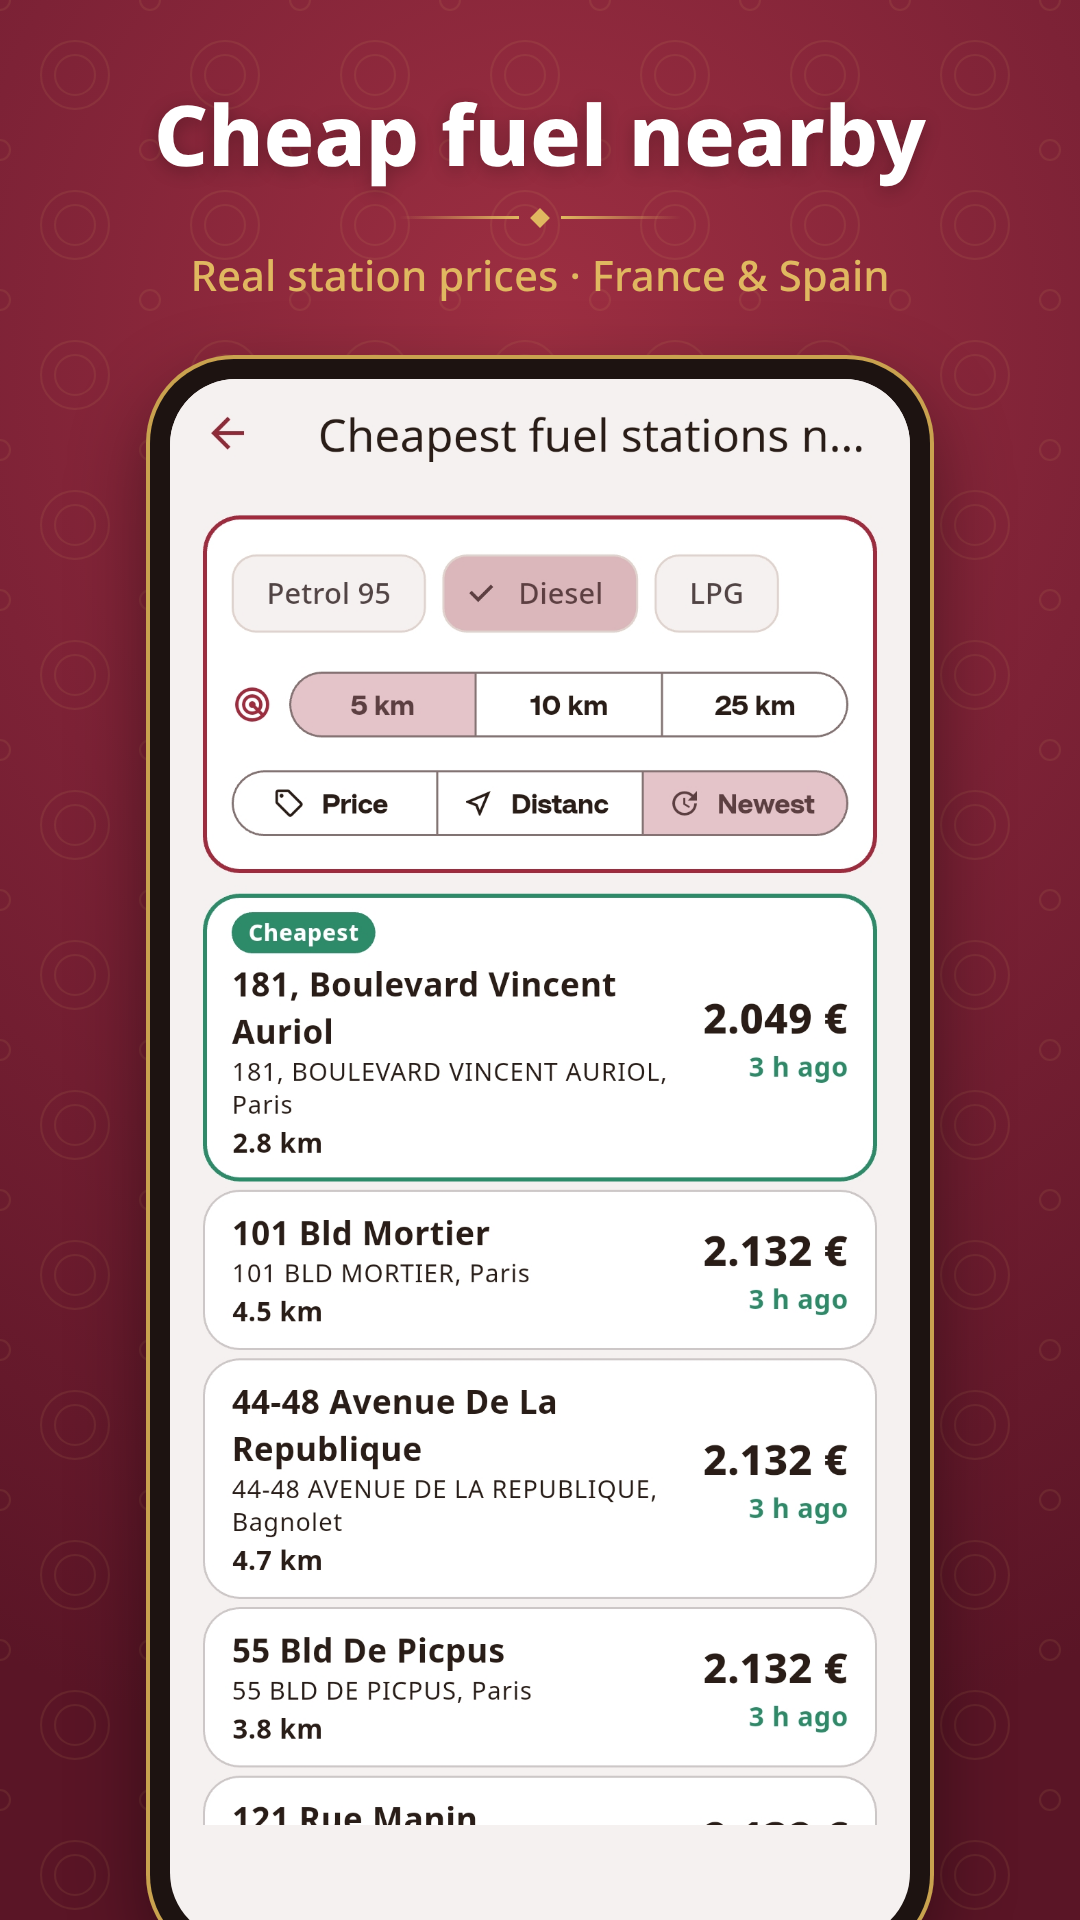 Cheap fuel nearby
Real station prices · France & Spain
Cheapest fuel stations n...
Petrol 95
Diesel
LPG
5 km
10 km
25 km
Price
Distanc
Newest
Cheapest
181, Boulevard Vincent
Auriol
181, BOULEVARD VINCENT AURIOL,
Paris
2.8 km
2.049 €
3 h ago
101 Bld Mortier
101 BLD MORTIER, Paris
4.5 km
2.132 €
3 h ago
44-48 Avenue De La
Republique
44-48 AVENUE DE LA REPUBLIQUE,
Bagnolet
4.7 km
2.132 €
3 h ago
55 Bld De Picpus
55 BLD DE PICPUS, Paris
3.8 km
2.132 €
3 h ago
121 Rue Manin